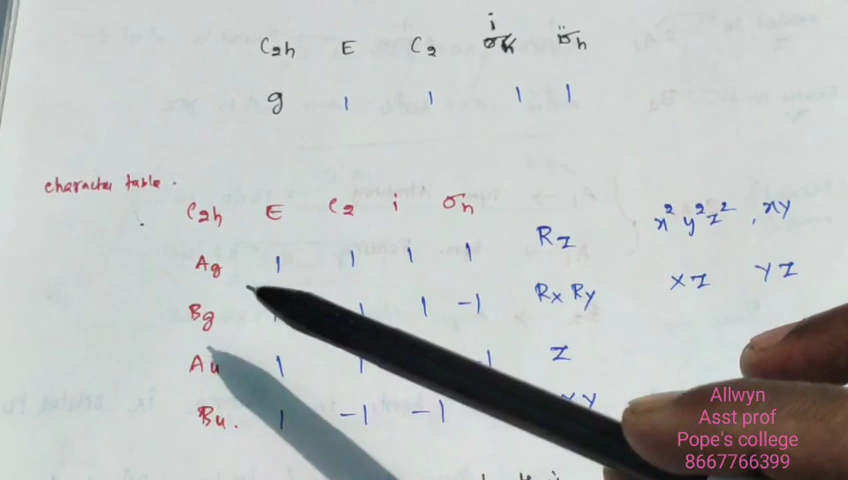 C2h E C2 i σh
g 1 1 1 1
character table.
C2h E C2 i σh
Ag 1 1 1 1 Rz x² y² z², xy
Bg 1 1 -1 Rx Ry xz yz
Au 1 1 z
Bu. 1 -1 -1 y
Allwyn
Asst prof
Pope's college
8667766399